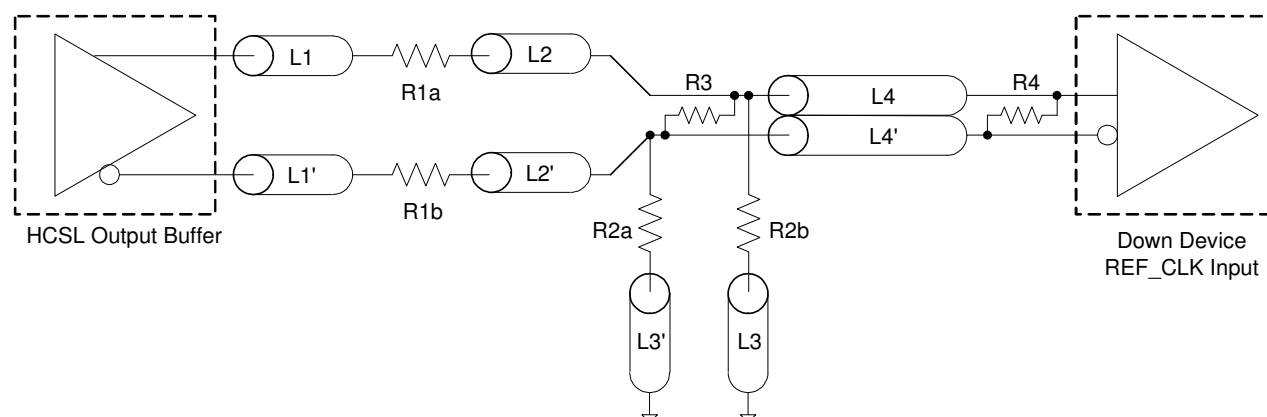 L1
R1a
L2
R3
L4
R4
L4'
L1'
R1b
L2'
R2a
R2b
L3'
L3
HCSL Output Buffer
Down Device
REF_CLK Input